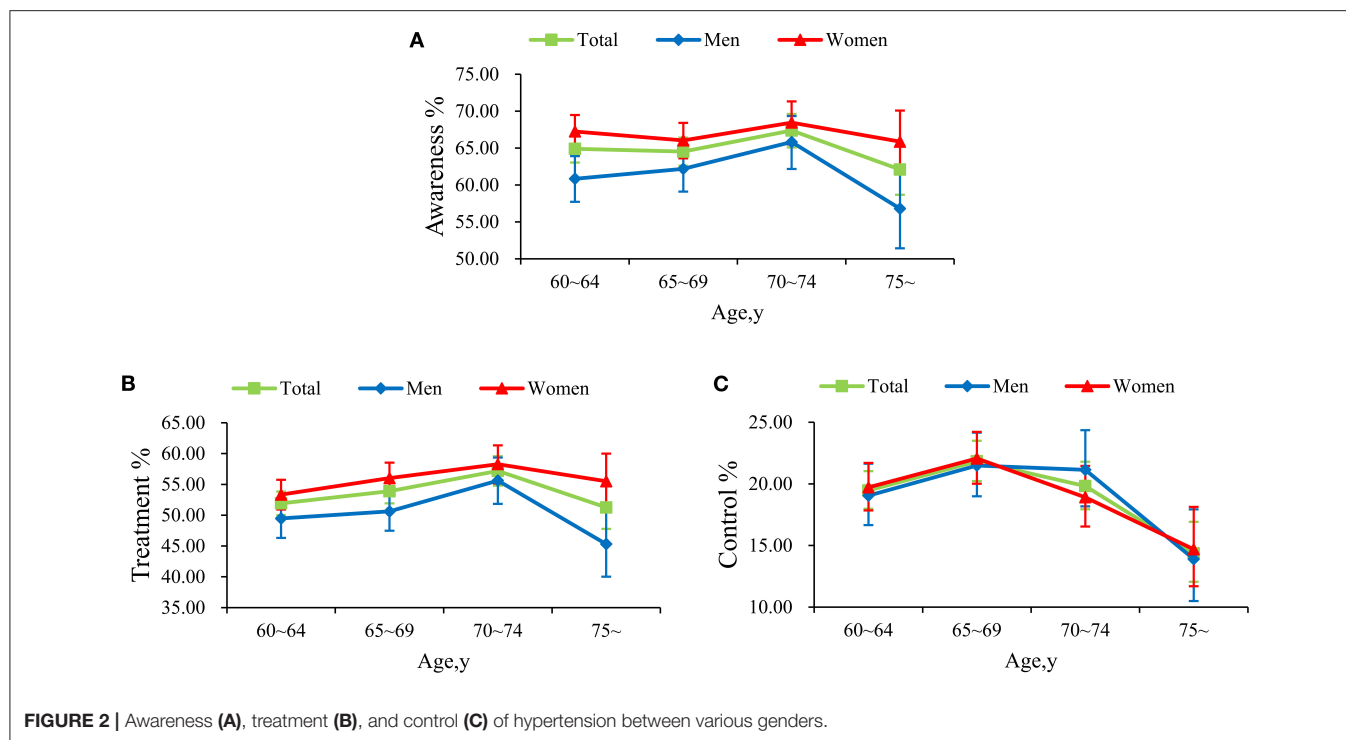 A
Total Men Women
75.00
70.00
65.00
60.00
55.00
50.00
Awareness %
60~64 65~69 70~74 75~
Age,y
B
Total Men Women
65.00
60.00
55.00
50.00
45.00
40.00
35.00
Treatment %
60~64 65~69 70~74 75~
Age,y
C
Total Men Women
25.00
20.00
15.00
10.00
Control %
60~64 65~69 70~74 75~
Age,y
FIGURE 2 | Awareness (A), treatment (B), and control (C) of hypertension between various genders.